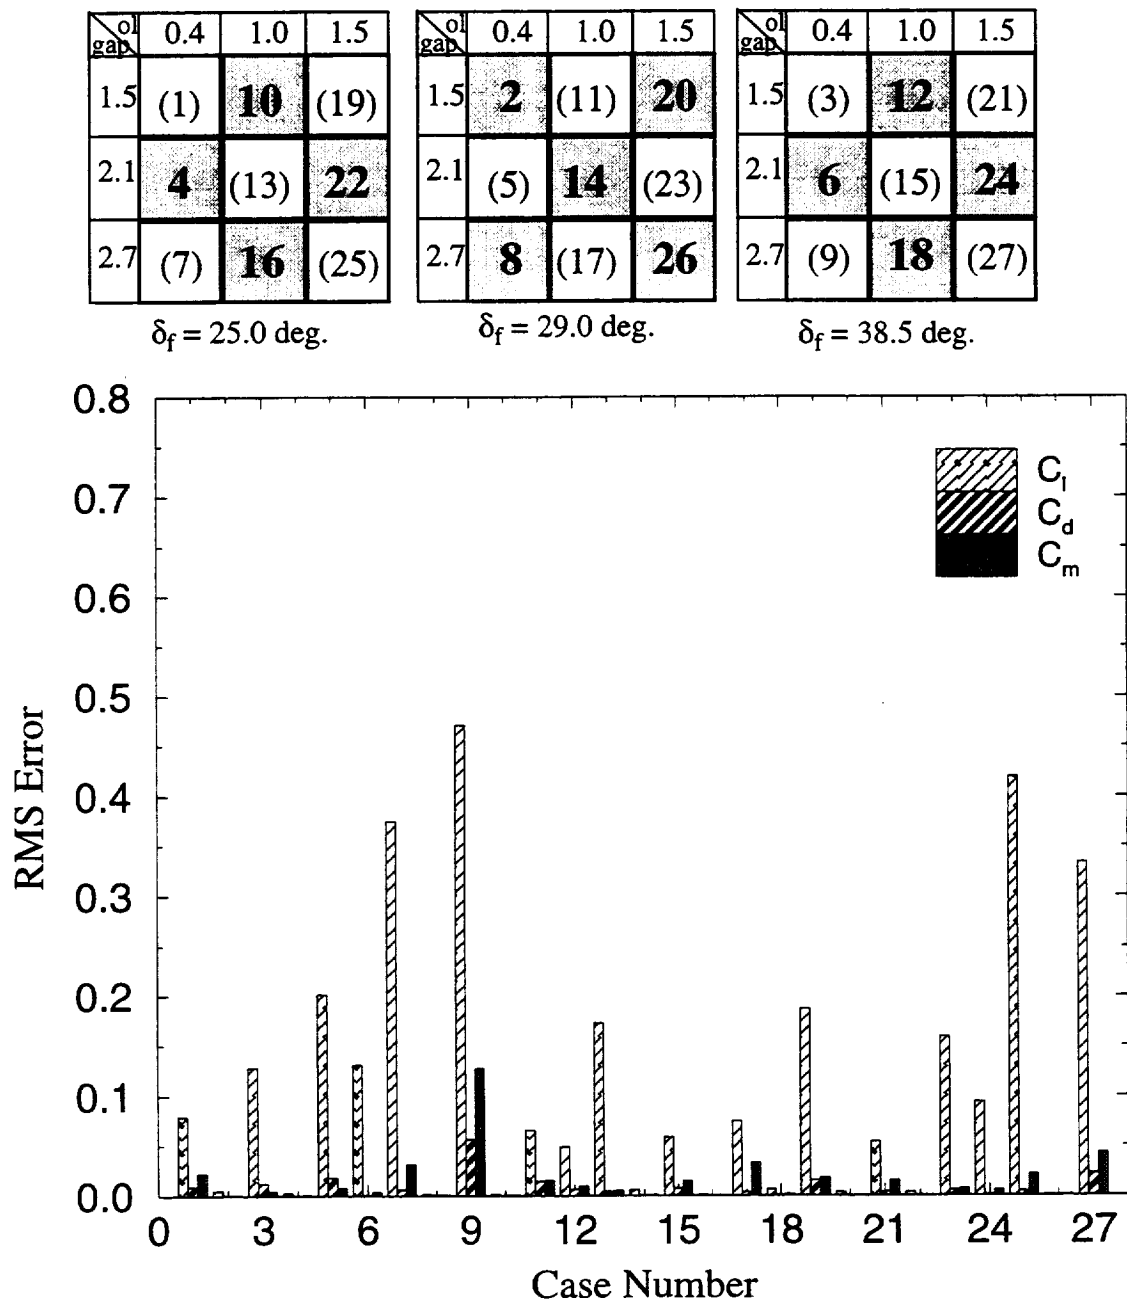 ol gap 0.4 1.0 1.5
1.5 (1) 10 (19)
2.1 4 (13) 22
2.7 (7) 16 (25)
δf = 25.0 deg.
ol gap 0.4 1.0 1.5
1.5 2 (11) 20
2.1 (5) 14 (23)
2.7 8 (17) 26
δf = 29.0 deg.
ol gap 0.4 1.0 1.5
1.5 (3) 12 (21)
2.1 6 (15) 24
2.7 (9) 18 (27)
δf = 38.5 deg.
0.8
0.7
0.6
0.5
0.4
0.3
0.2
0.1
0.0
RMS Error
Cl
Cd
Cm
0 3 6 9 12 15 18 21 24 27
Case Number